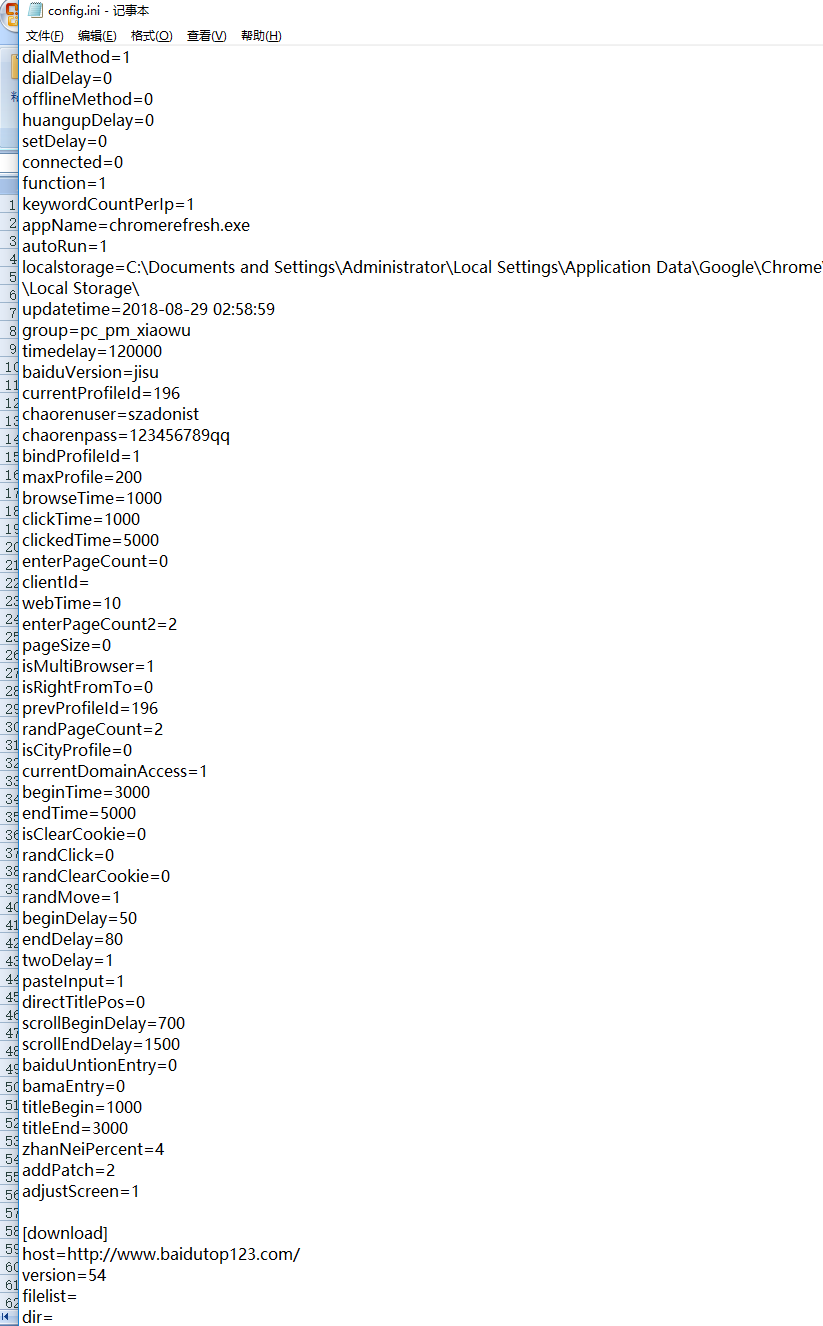 config.ini - 记事本
文件(F) 编辑(E) 格式(O) 查看(V) 帮助(H)
dialMethod=1
dialDelay=0
offlineMethod=0
huangupDelay=0
setDelay=0
connected=0
function=1
keywordCountPerIp=1
appName=chromerefresh.exe
autoRun=1
localstorage=C:\Documents and Settings\Administrator\Local Settings\Application Data\Google\Chrome\
\Local Storage\
updatetime=2018-08-29 02:58:59
group=pc_pm_xiaowu
timedelay=120000
baiduVersion=jisu
currentProfileId=196
chaorenuser=szadonist
chaorenpass=123456789qq
bindProfileId=1
maxProfile=200
browseTime=1000
clickTime=1000
clickedTime=5000
enterPageCount=0
clientId=
webTime=10
enterPageCount2=2
pageSize=0
isMultiBrowser=1
isRightFromTo=0
prevProfileId=196
randPageCount=2
isCityProfile=0
currentDomainAccess=1
beginTime=3000
endTime=5000
isClearCookie=0
randClick=0
randClearCookie=0
randMove=1
beginDelay=50
endDelay=80
twoDelay=1
pasteInput=1
directTitlePos=0
scrollBeginDelay=700
scrollEndDelay=1500
baiduUntionEntry=0
bamaEntry=0
titleBegin=1000
titleEnd=3000
zhanNeiPercent=4
addPatch=2
adjustScreen=1
[download]
host=http://www.baidutop123.com/
version=54
filelist=
dir=